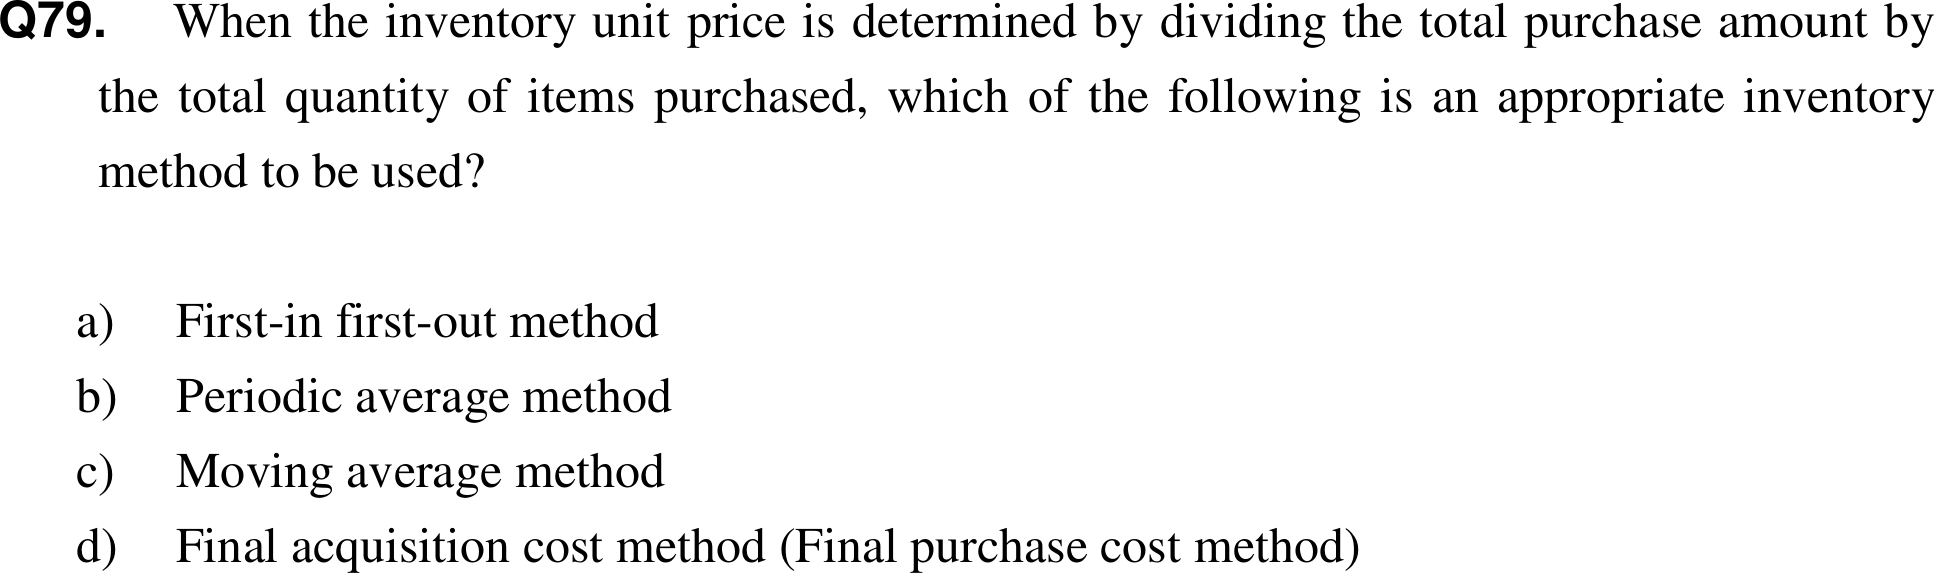 Q79. When the inventory unit price is determined by dividing the total purchase amount by
the total quantity of items purchased, which of the following is an appropriate inventory
method to be used?
a) First-in first-out method
b) Periodic average method
c) Moving average method
d) Final acquisition cost method (Final purchase cost method)